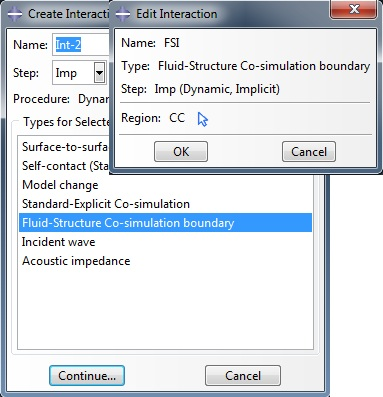 Create Interacti
Edit Interaction
Name: Int-2
Step: Imp
Procedure: Dynar
Types for Selecte
Surface-to-surfa
Self-contact (Sta
Model change
Standard-Explicit Co-simulation
Fluid-Structure Co-simulation boundary
Incident wave
Acoustic impedance
Continue...
Cancel
Name: FSI
Type: Fluid-Structure Co-simulation boundary
Step: Imp (Dynamic, Implicit)
Region: CC
OK
Cancel